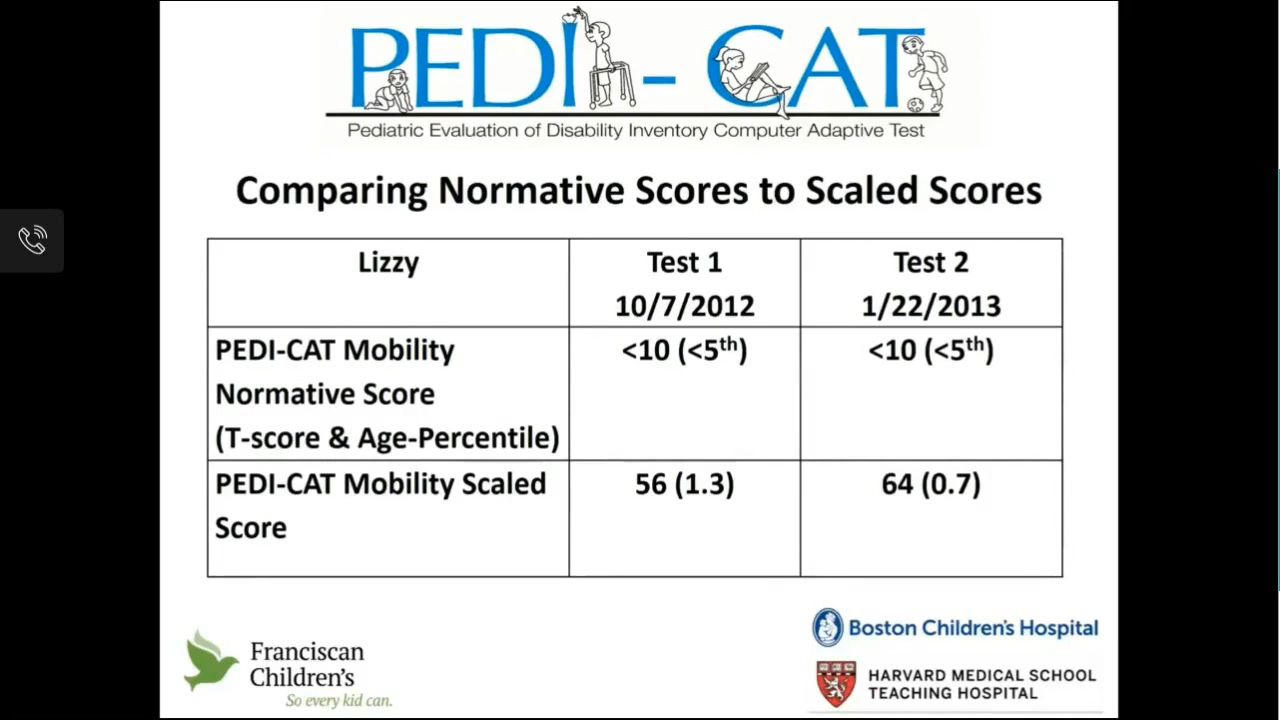 PEDI - CAT
Pediatric Evaluation of Disability Inventory Computer Adaptive Test
Comparing Normative Scores to Scaled Scores
Lizzy
Test 1
10/7/2012
Test 2
1/22/2013
PEDI-CAT Mobility
Normative Score
(T-score & Age-Percentile)
<10 (<5th)
<10 (<5th)
PEDI-CAT Mobility Scaled
Score
56 (1.3)
64 (0.7)
Franciscan
Children's
So every kid can.
Boston Children's Hospital
HARVARD MEDICAL SCHOOL
TEACHING HOSPITAL